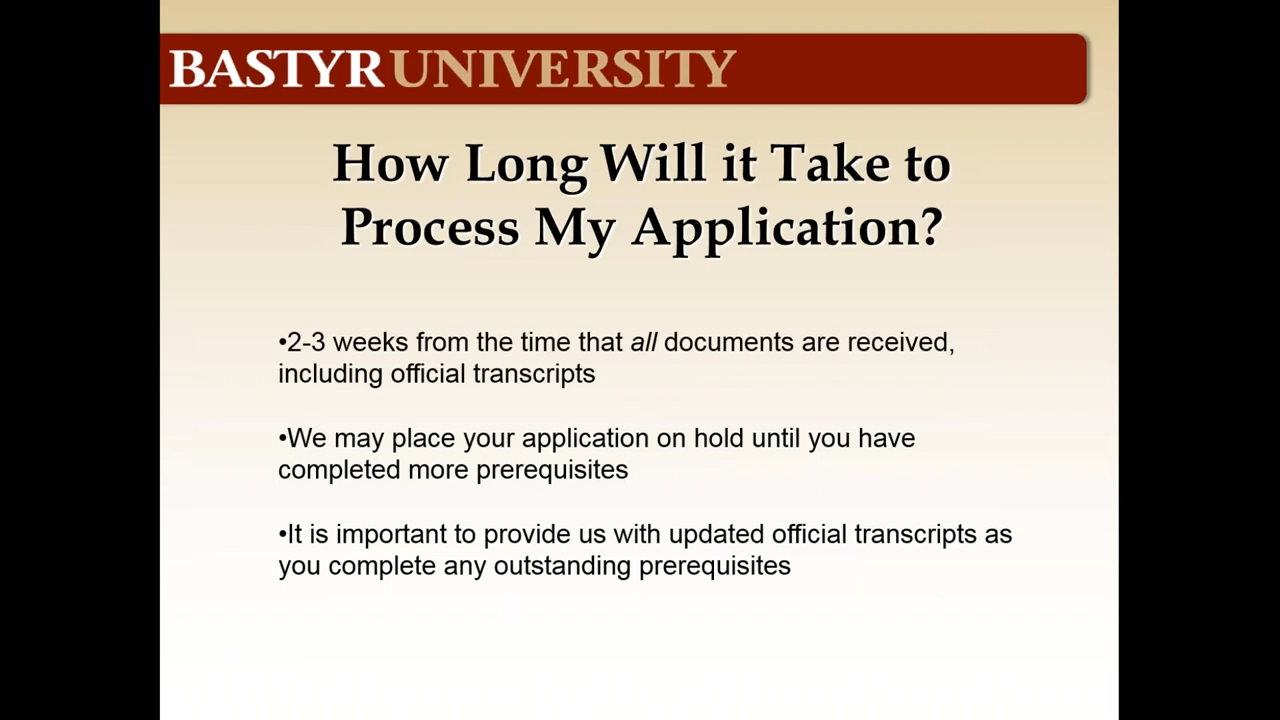 BASTYR UNIVERSITY
How Long Will it Take to
Process My Application?
•2-3 weeks from the time that all documents are received,
including official transcripts
•We may place your application on hold until you have
completed more prerequisites
•It is important to provide us with updated official transcripts as
you complete any outstanding prerequisites